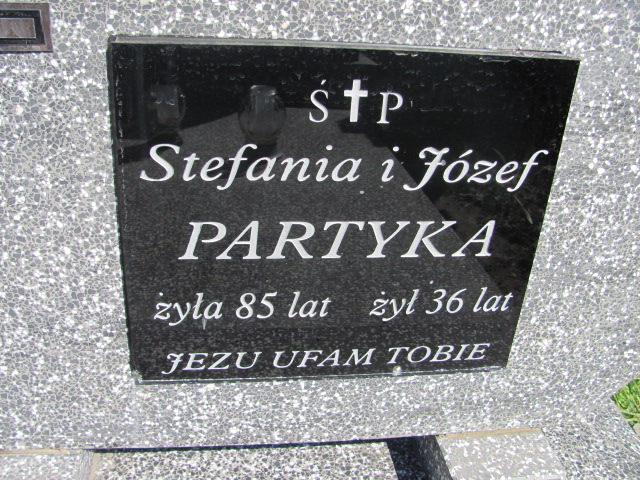 Ś✝P
Stefania i Józef
PARTYKA
żyła 85 lat żył 36 lat
JEZU UFAM TOBIE